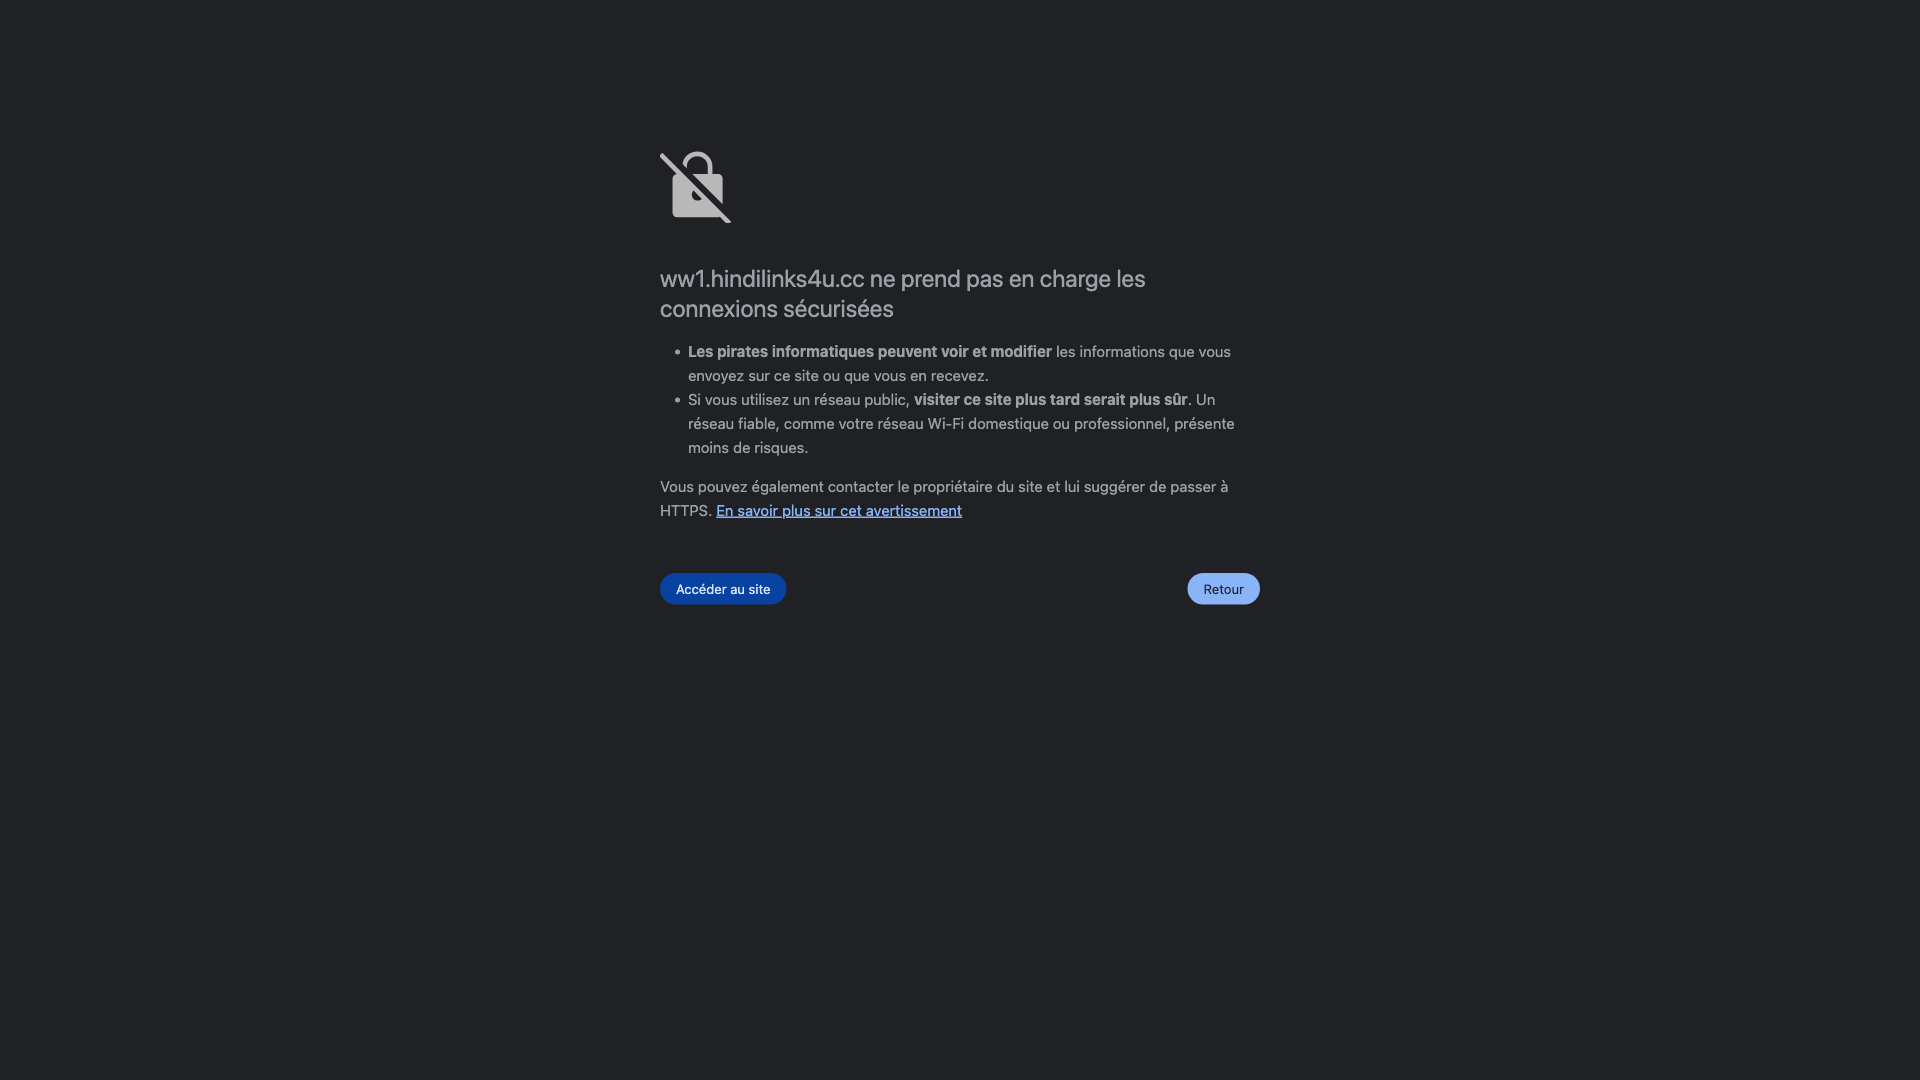 ww1.hindilinks4u.cc ne prend pas en charge les
connexions sécurisées
• Les pirates informatiques peuvent voir et modifier les informations que vous
envoyez sur ce site ou que vous en recevez.
• Si vous utilisez un réseau public, visiter ce site plus tard serait plus sûr. Un
réseau fiable, comme votre réseau Wi-Fi domestique ou professionnel, présente
moins de risques.
Vous pouvez également contacter le propriétaire du site et lui suggérer de passer à
HTTPS. En savoir plus sur cet avertissement
Accéder au site
Retour